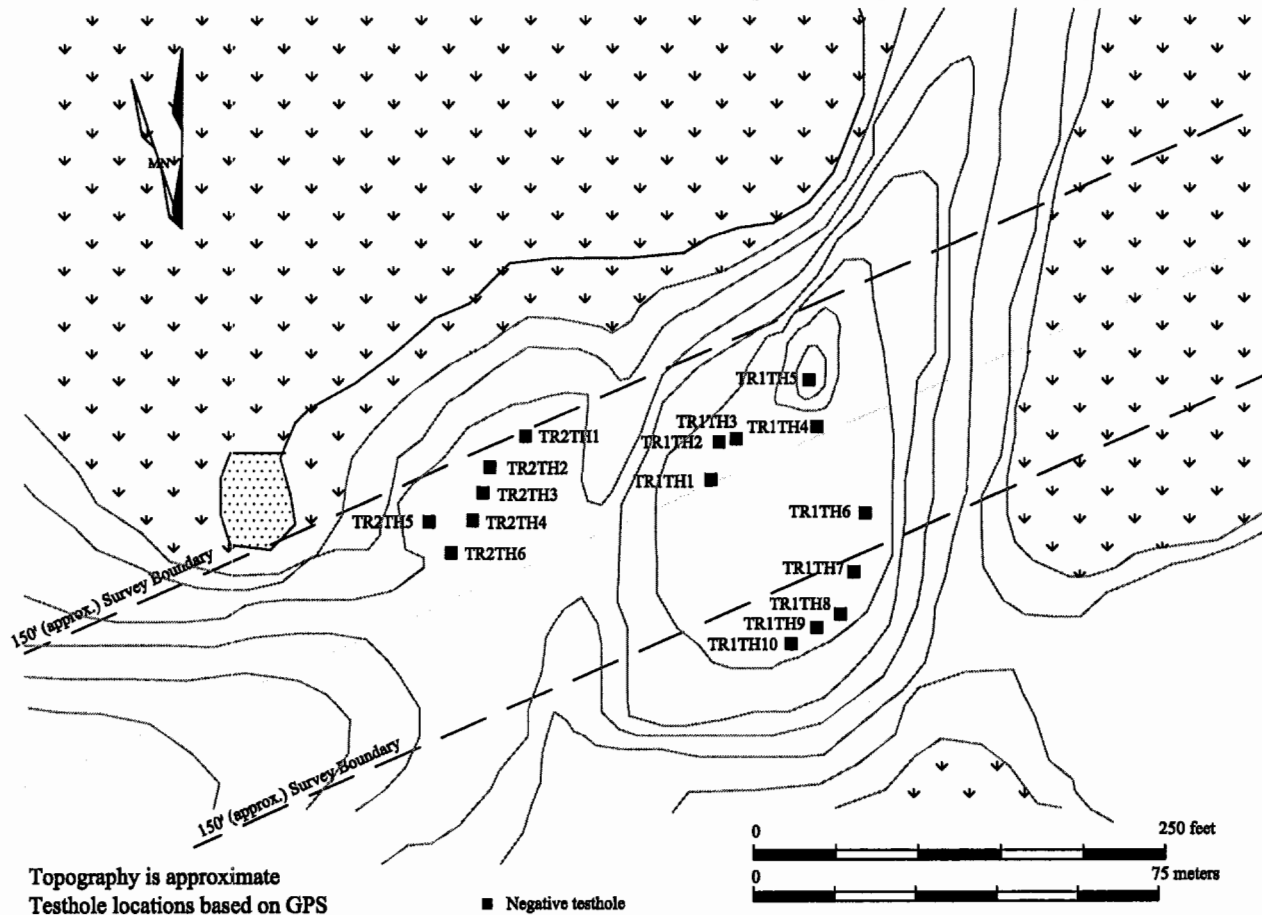 MN
TR1TH5
TR1TH3
TR1TH4
TR2TH1
TR1TH2
TR2TH2
TR1TH1
TR2TH3
TR2TH5
TR2TH4
TR1TH6
TR2TH6
TR1TH7
150' (approx.) Survey Boundary
TR1TH8
TR1TH9
TR1TH10
150' (approx.) Survey Boundary
0 250 feet
0 75 meters
Topography is approximate
Testhole locations based on GPS
Negative testhole